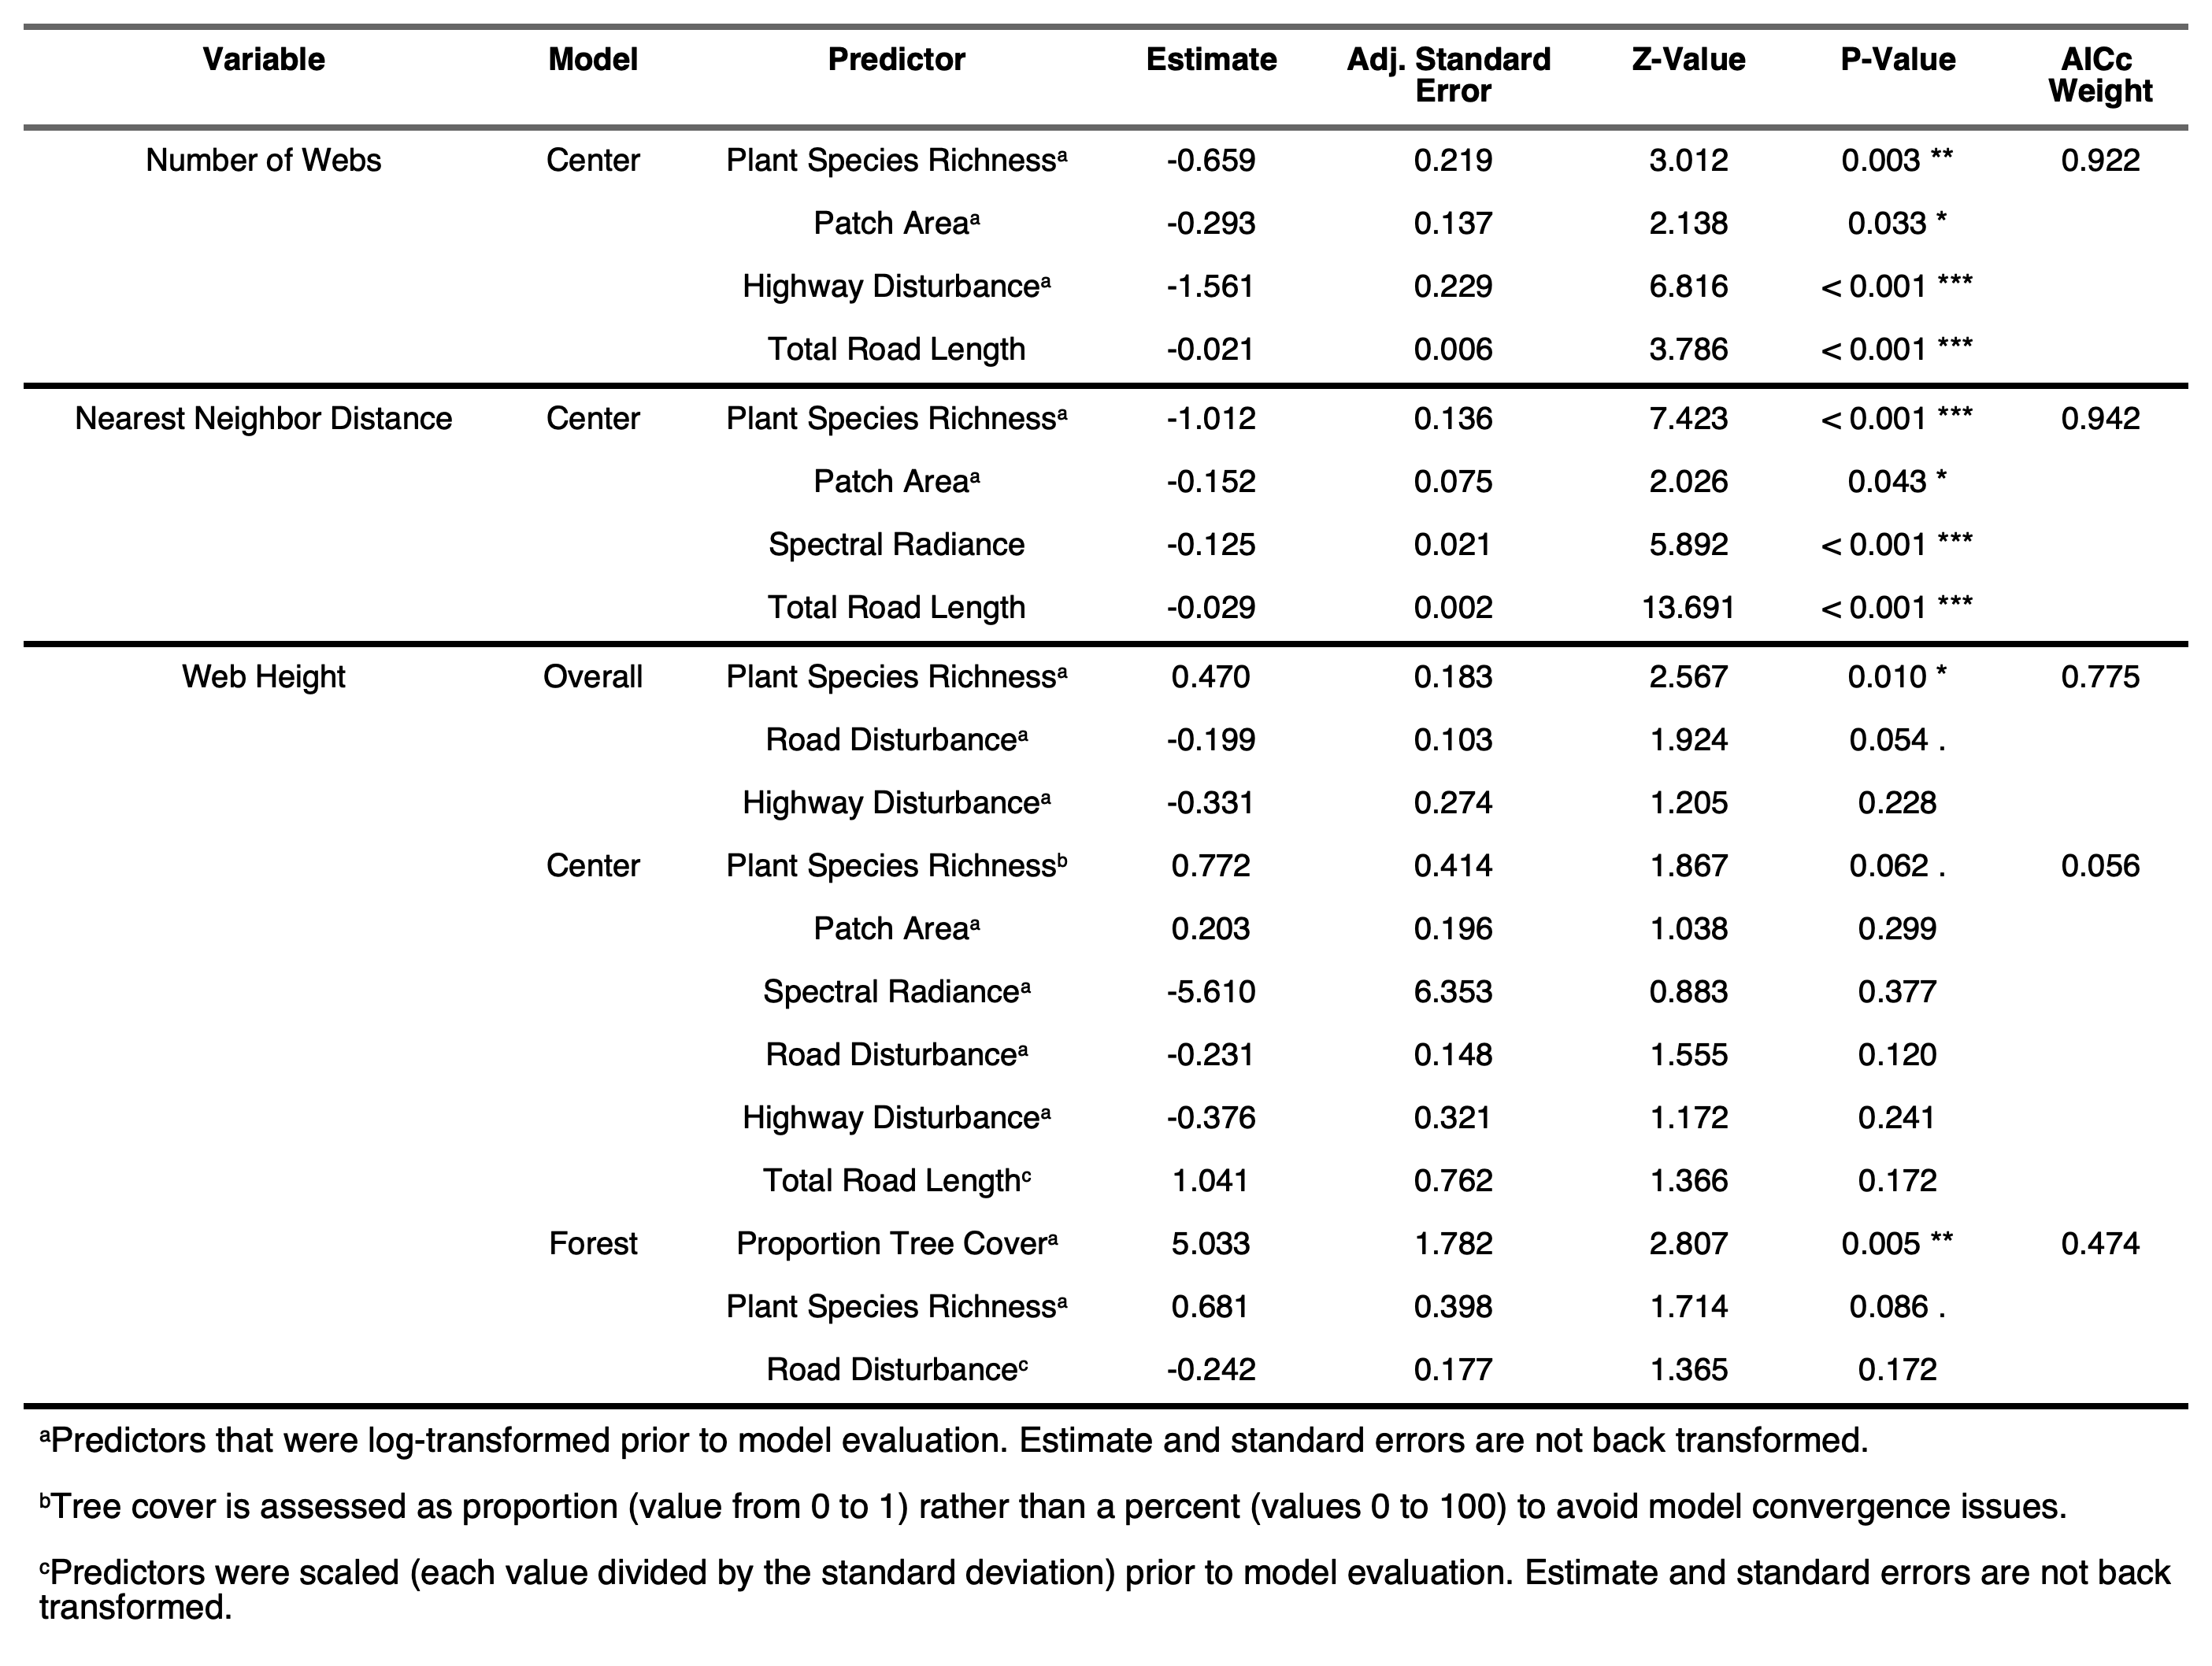 Variable Model Predictor Estimate Adj. Standard Error Z-Value P-Value AICc Weight
Number of Webs Center Plant Species Richnessᵃ -0.659 0.219 3.012 0.003 ** 0.922
Patch Areaᵃ -0.293 0.137 2.138 0.033 *
Highway Disturbanceᵃ -1.561 0.229 6.816 < 0.001 ***
Total Road Length -0.021 0.006 3.786 < 0.001 ***
Nearest Neighbor Distance Center Plant Species Richnessᵃ -1.012 0.136 7.423 < 0.001 *** 0.942
Patch Areaᵃ -0.152 0.075 2.026 0.043 *
Spectral Radiance -0.125 0.021 5.892 < 0.001 ***
Total Road Length -0.029 0.002 13.691 < 0.001 ***
Web Height Overall Plant Species Richnessᵃ 0.470 0.183 2.567 0.010 * 0.775
Road Disturbanceᵃ -0.199 0.103 1.924 0.054 .
Highway Disturbanceᵃ -0.331 0.274 1.205 0.228
Center Plant Species Richnessᵇ 0.772 0.414 1.867 0.062 . 0.056
Patch Areaᵃ 0.203 0.196 1.038 0.299
Spectral Radianceᵃ -5.610 6.353 0.883 0.377
Road Disturbanceᵃ -0.231 0.148 1.555 0.120
Highway Disturbanceᵃ -0.376 0.321 1.172 0.241
Total Road Lengthᶜ 1.041 0.762 1.366 0.172
Forest Proportion Tree Coverᵃ 5.033 1.782 2.807 0.005 ** 0.474
Plant Species Richnessᵃ 0.681 0.398 1.714 0.086 .
Road Disturbanceᶜ -0.242 0.177 1.365 0.172
ᵃPredictors that were log-transformed prior to model evaluation. Estimate and standard errors are not back transformed.
ᵇTree cover is assessed as proportion (value from 0 to 1) rather than a percent (values 0 to 100) to avoid model convergence issues.
ᶜPredictors were scaled (each value divided by the standard deviation) prior to model evaluation. Estimate and standard errors are not back
transformed.